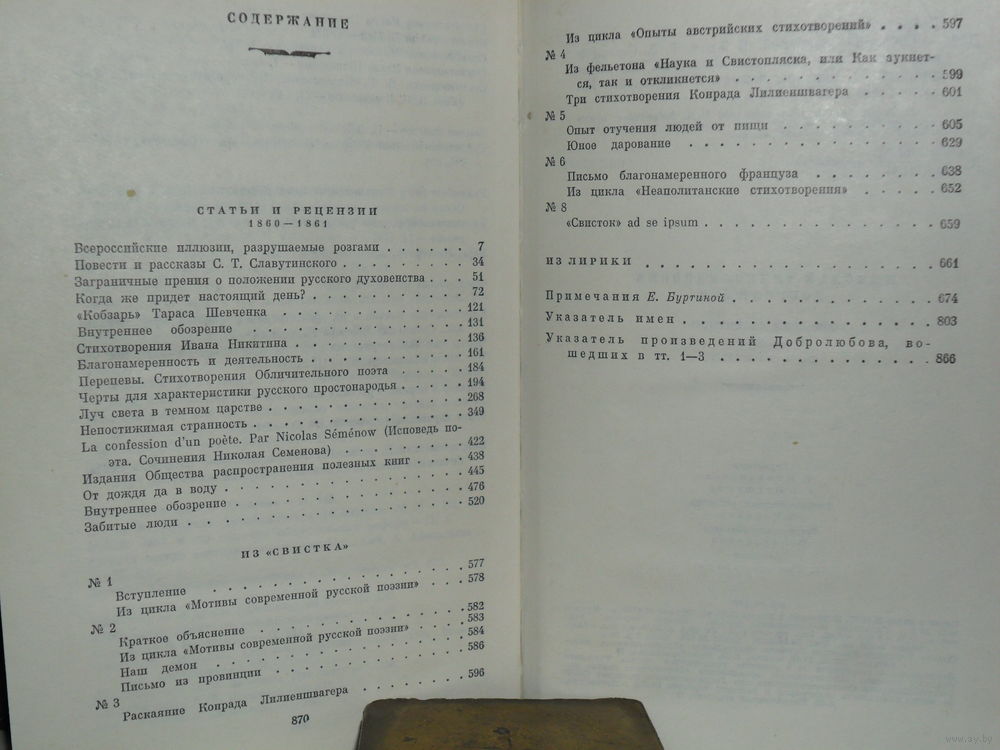 СОДЕРЖАНИЕ
СТАТЬИ И РЕЦЕНЗИИ
1860—1861
Всероссийские иллюзии, разрушаемые розгами . . . . . . 7
Повести и рассказы С. Т. Славутинского . . . . . . . . . 34
Заграничные прения о положении русского духовенства . . . 51
Когда же придет настоящий день? . . . . . . . . . . . . 72
«Кобзарь» Тараса Шевченка . . . . . . . . . . . . . . 121
Внутреннее обозрение . . . . . . . . . . . . . . . . 131
Стихотворения Ивана Никитина . . . . . . . . . . . . 136
Благонамеренность и деятельность . . . . . . . . . . . 161
Перепевы. Стихотворения Обличительного поэта . . . . . 184
Черты для характеристики русского простонародья . . . . . 194
Луч света в темном царстве . . . . . . . . . . . . . . 268
Непостижимая странность . . . . . . . . . . . . . . . 349
La confession d'un poète. Par Nicolas Séménow (Исповедь по-
эта. Сочинения Николая Семенова) . . . . . . . . . 422
Издания Общества распространения полезных книг . . . . 438
От дождя да в воду . . . . . . . . . . . . . . . . . 445
Внутреннее обозрение . . . . . . . . . . . . . . . . 476
Забитые люди . . . . . . . . . . . . . . . . . . . 520
ИЗ «СВИСТКА»
№ 1
Вступление . . . . . . . . . . . . . . . . . . 577
Из цикла «Мотивы современной русской поэзии» . . . 578
№ 2
Краткое объяснение . . . . . . . . . . . . . . 582
Из цикла «Мотивы современной русской поэзии» . . . . 583
Наш демон . . . . . . . . . . . . . . . . . . 584
Письмо из провинции . . . . . . . . . . . . . . 586
№ 3
Раскаяние Конрада Лилиеншвагера . . . . . . . . 596
870
Из цикла «Опыты австрийских стихотворений» . . . . 597
№ 4
Из фельетона «Наука и Свистопляска, или Как аукнет-
ся, так и откликнется» . . . . . . . . . . . . 599
Три стихотворения Конрада Лилиеншвагера . . . . . 601
№ 5
Опыт отучения людей от пищи . . . . . . . . . . 605
Юное дарование . . . . . . . . . . . . . . . 629
№ 6
Письмо благонамеренного француза . . . . . . . . 638
Из цикла «Неаполитанские стихотворения» . . . . . 652
№ 8
«Свисток» ad se ipsum . . . . . . . . . . . . . 659
ИЗ ЛИРИКИ . . . . . . . . . . . . . . . . . . 661
Примечания Е. Бургиной . . . . . . . . . . . . . 674
Указатель имен . . . . . . . . . . . . . . . . 803
Указатель произведений Добролюбова, во-
шедших в тт. 1—3 . . . . . . . . . . . . . . 866
www.ay.by